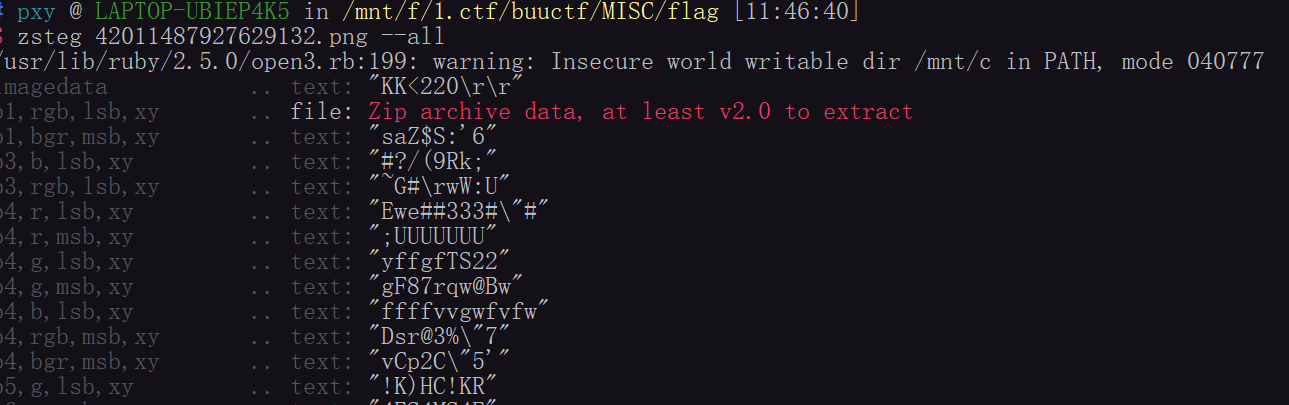 # pxy @ LAPTOP-UBIEP4K5 in /mnt/f/1.ctf/buuctf/MISC/flag [11:46:40]
$ zsteg 42011487927629132.png --all
/usr/lib/ruby/2.5.0/open3.rb:199: warning: Insecure world writable dir /mnt/c in PATH, mode 040777
imagedata .. text: "KK<220\r\r"
b1,rgb,lsb,xy .. file: Zip archive data, at least v2.0 to extract
b1,bgr,msb,xy .. text: "saZ$S:'6"
b3,b,lsb,xy .. text: "#?/(9Rk;"
b3,rgb,lsb,xy .. text: "~G#\rwW:U"
b4,r,lsb,xy .. text: "Ewe##333#\"#"
b4,r,msb,xy .. text: ";UUUUUUU"
b4,g,lsb,xy .. text: "yffgfTS22"
b4,g,msb,xy .. text: "gF87rqw@Bw"
b4,b,lsb,xy .. text: "ffffvvgwfvfw"
b4,rgb,msb,xy .. text: "Dsr@3%\"7"
b4,bgr,msb,xy .. text: "vCp2C\"5'"
b5,g,lsb,xy .. text: "!K)HC!KR"